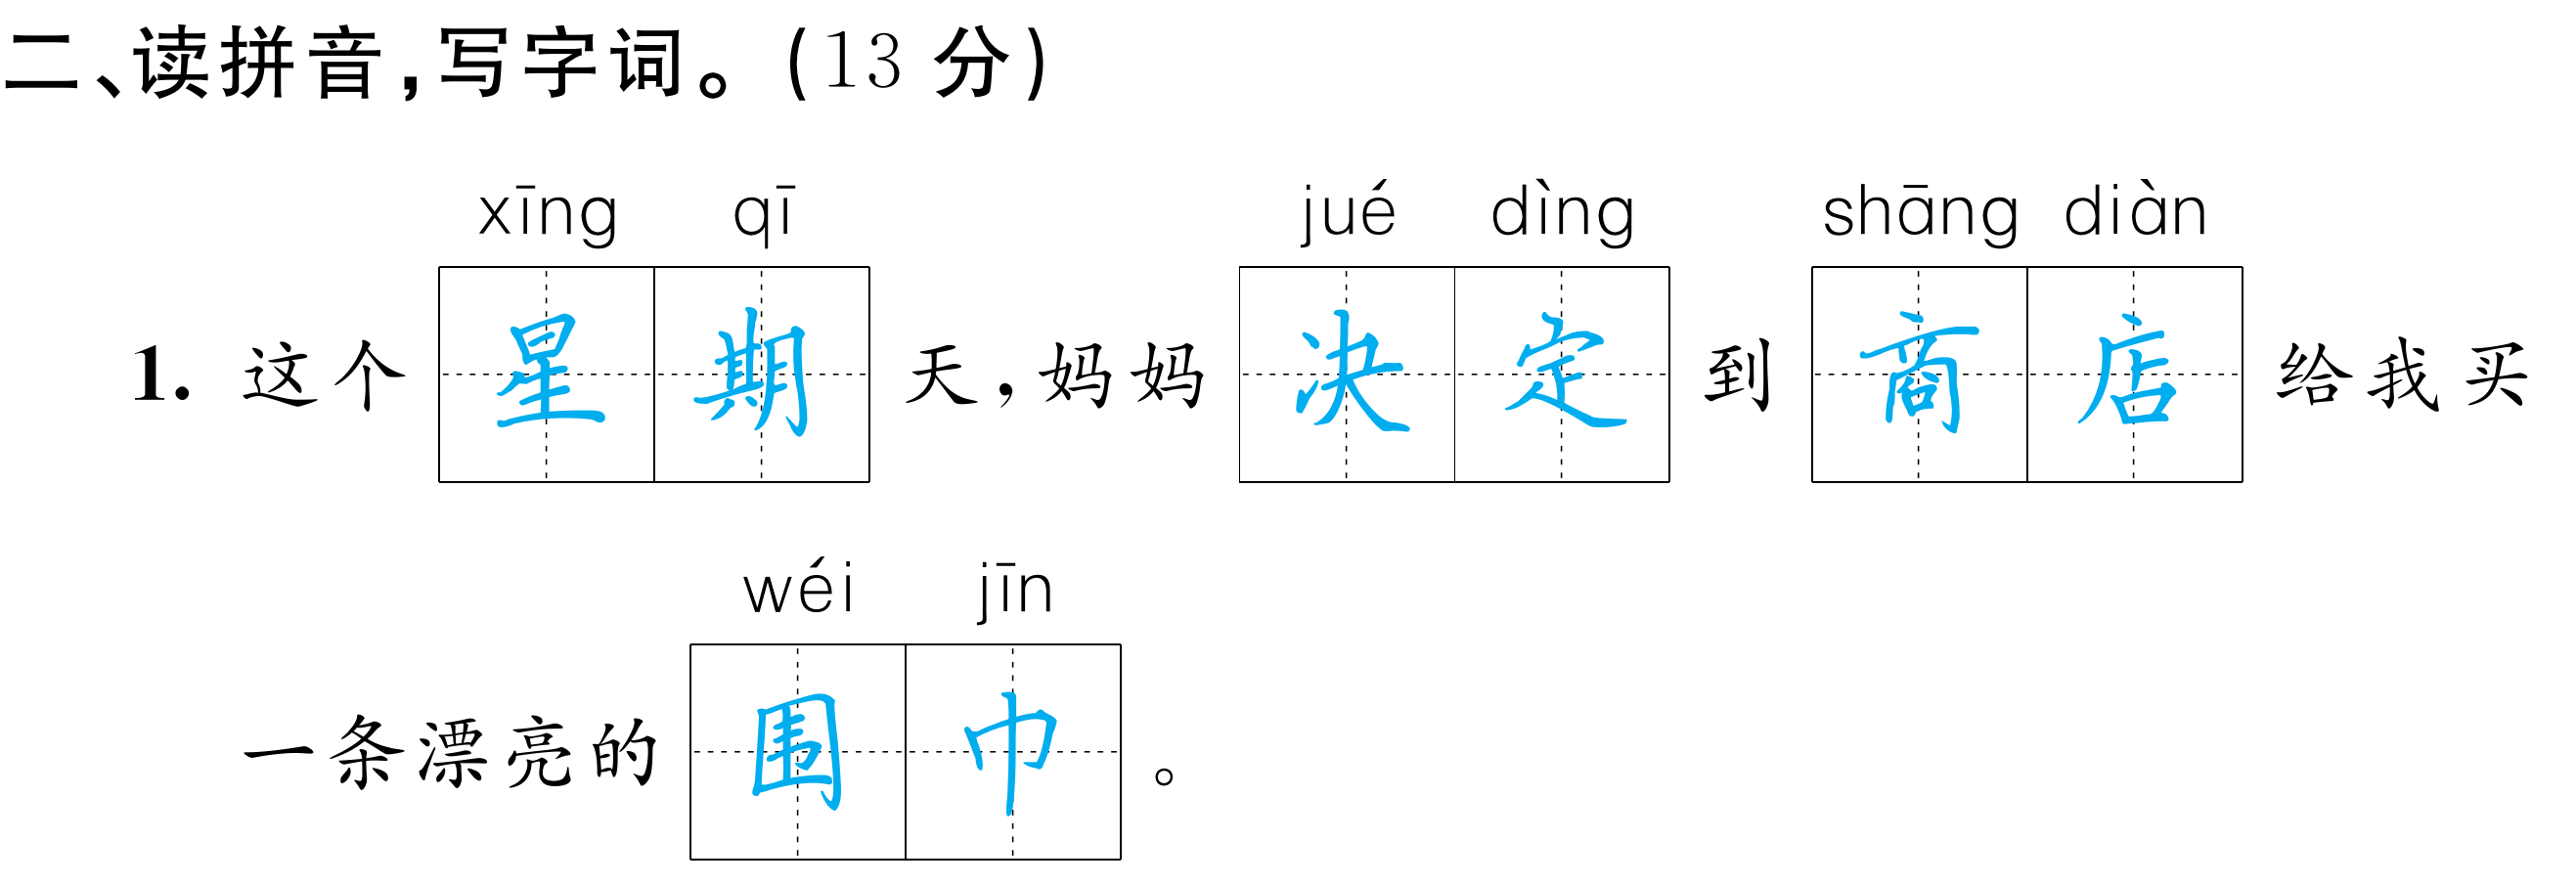 二、读拼音,写字词。(13 分)
xīng qī jué dìng shāng diàn
1. 这个 星期 天,妈妈 决定 到 商店 给我买
wéi jīn
一条漂亮的 围巾 。